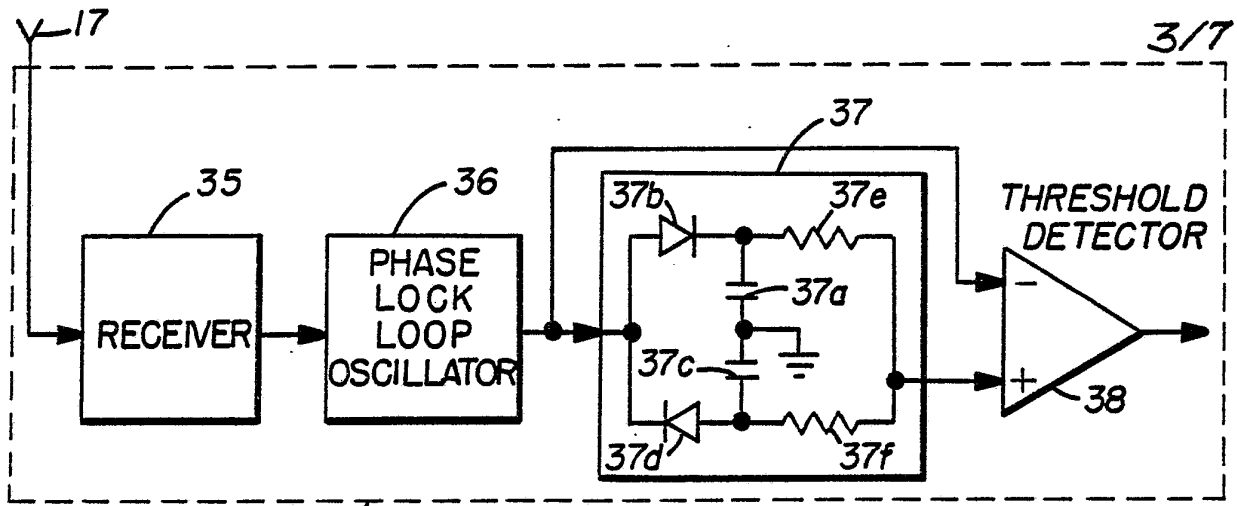 17
3/7
37
35
36
37b
37e
THRESHOLD
DETECTOR
PHASE
LOCK
LOOP
OSCILLATOR
RECEIVER
37a
37c
−
+
38
37d
37f